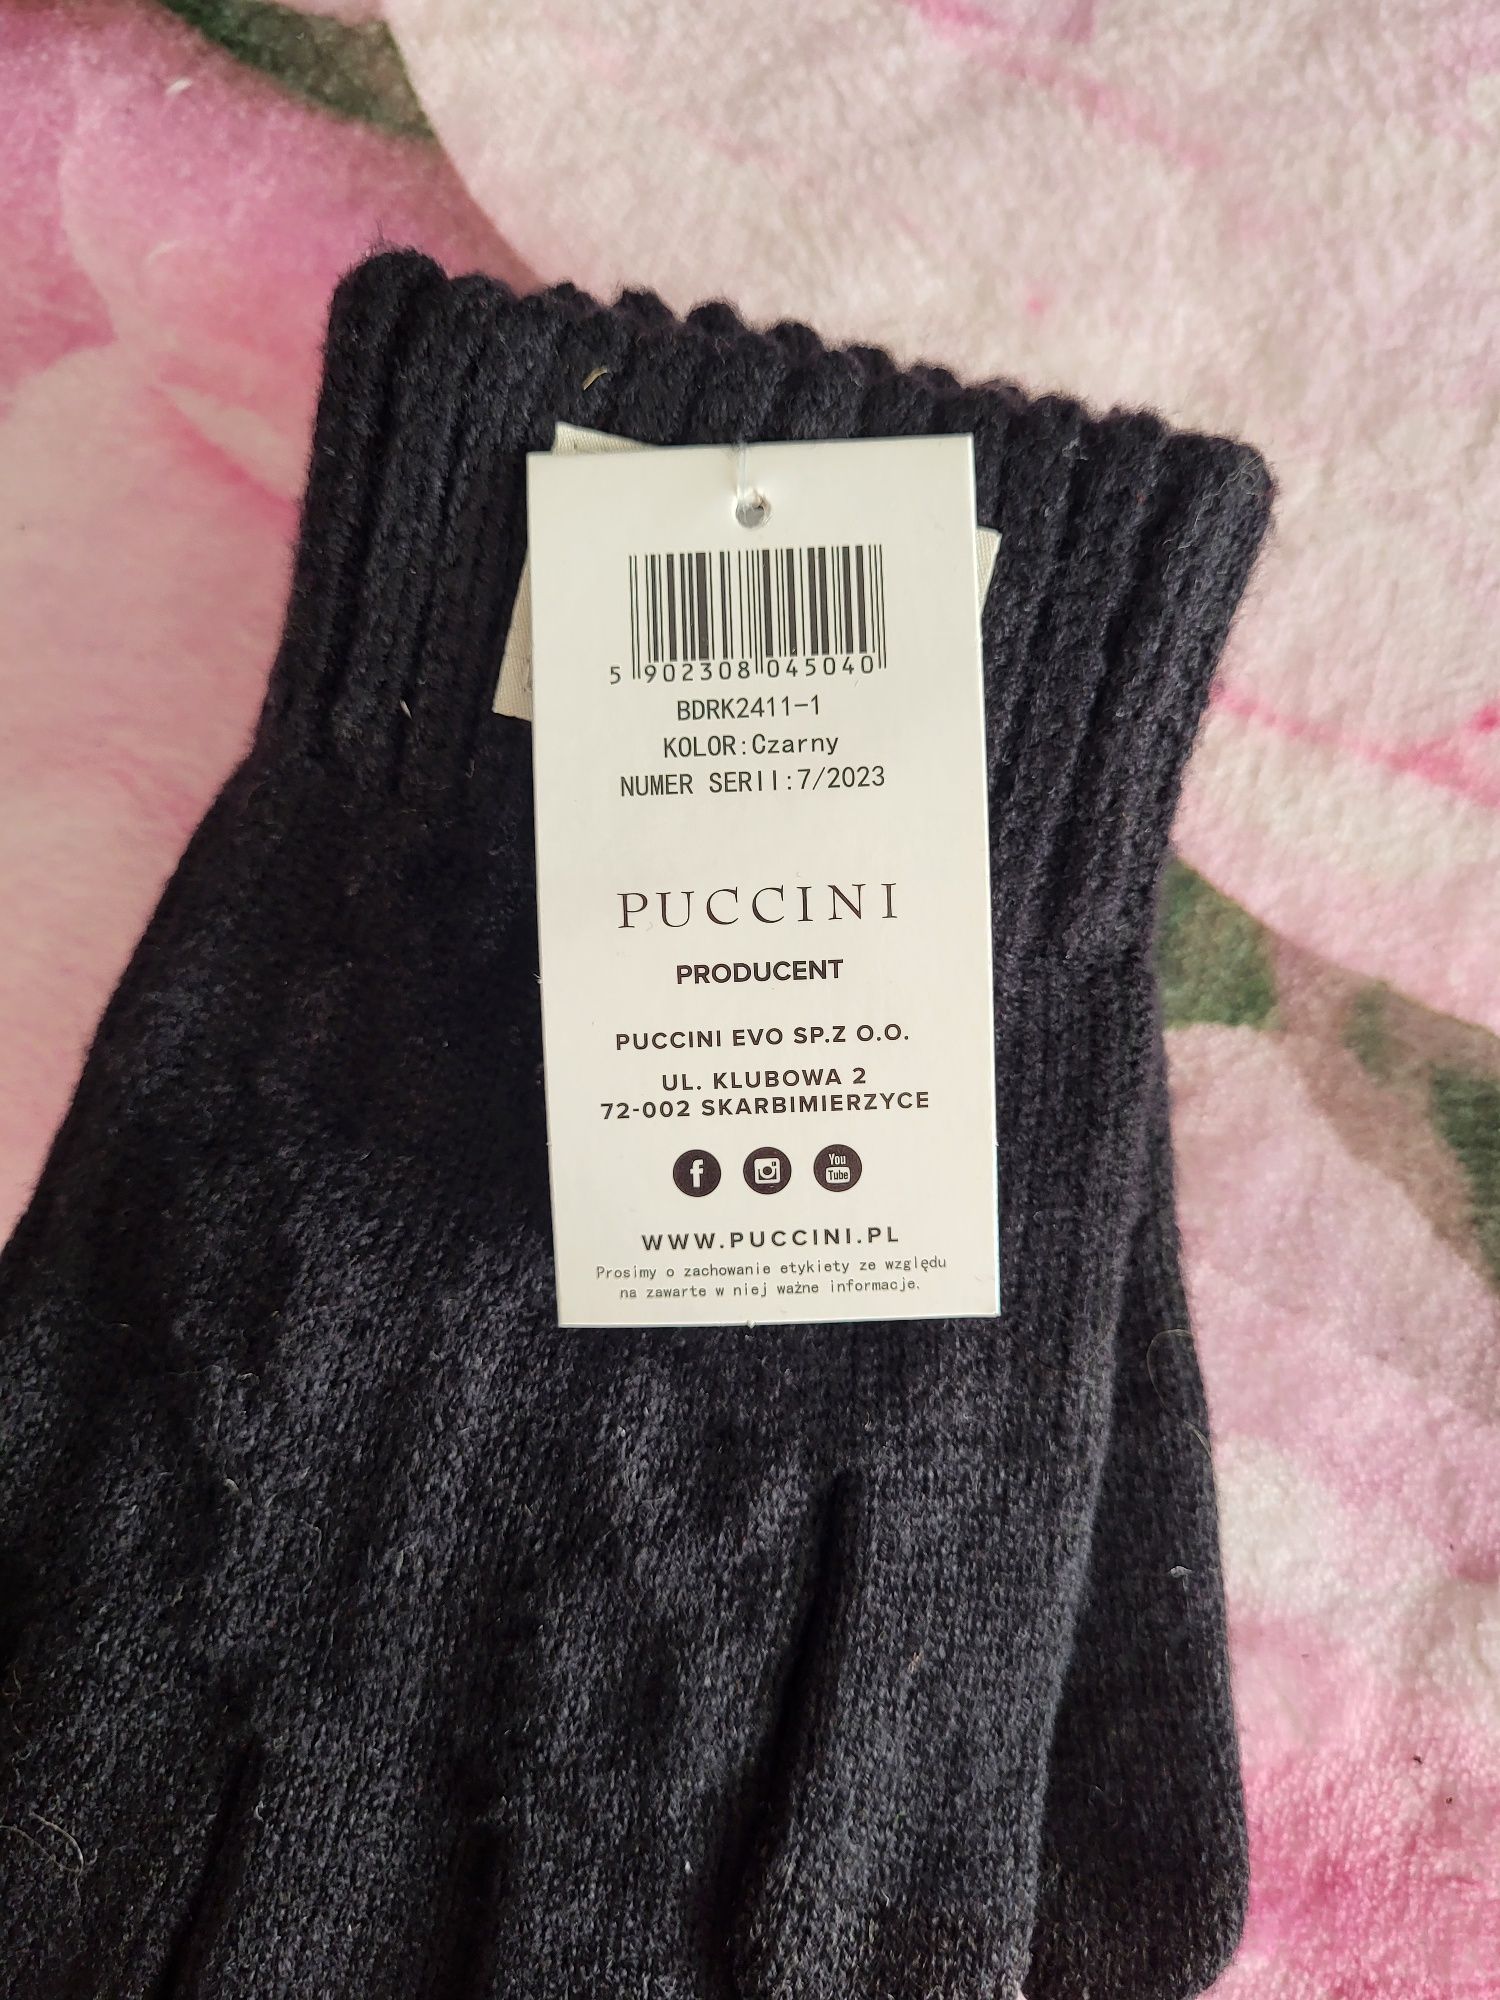 5 902308 045040
BDRK2411-1
KOLOR:Czarny
NUMER SERII:7/2023
PUCCINI
PRODUCENT
PUCCINI EVO SP.Z O.O.
UL. KLUBOWA 2
72-002 SKARBIMIERZYCE
f
You
Tube
WWW.PUCCINI.PL
Prosimy o zachowanie etykiety ze względu
na zawarte w niej ważne informacje.